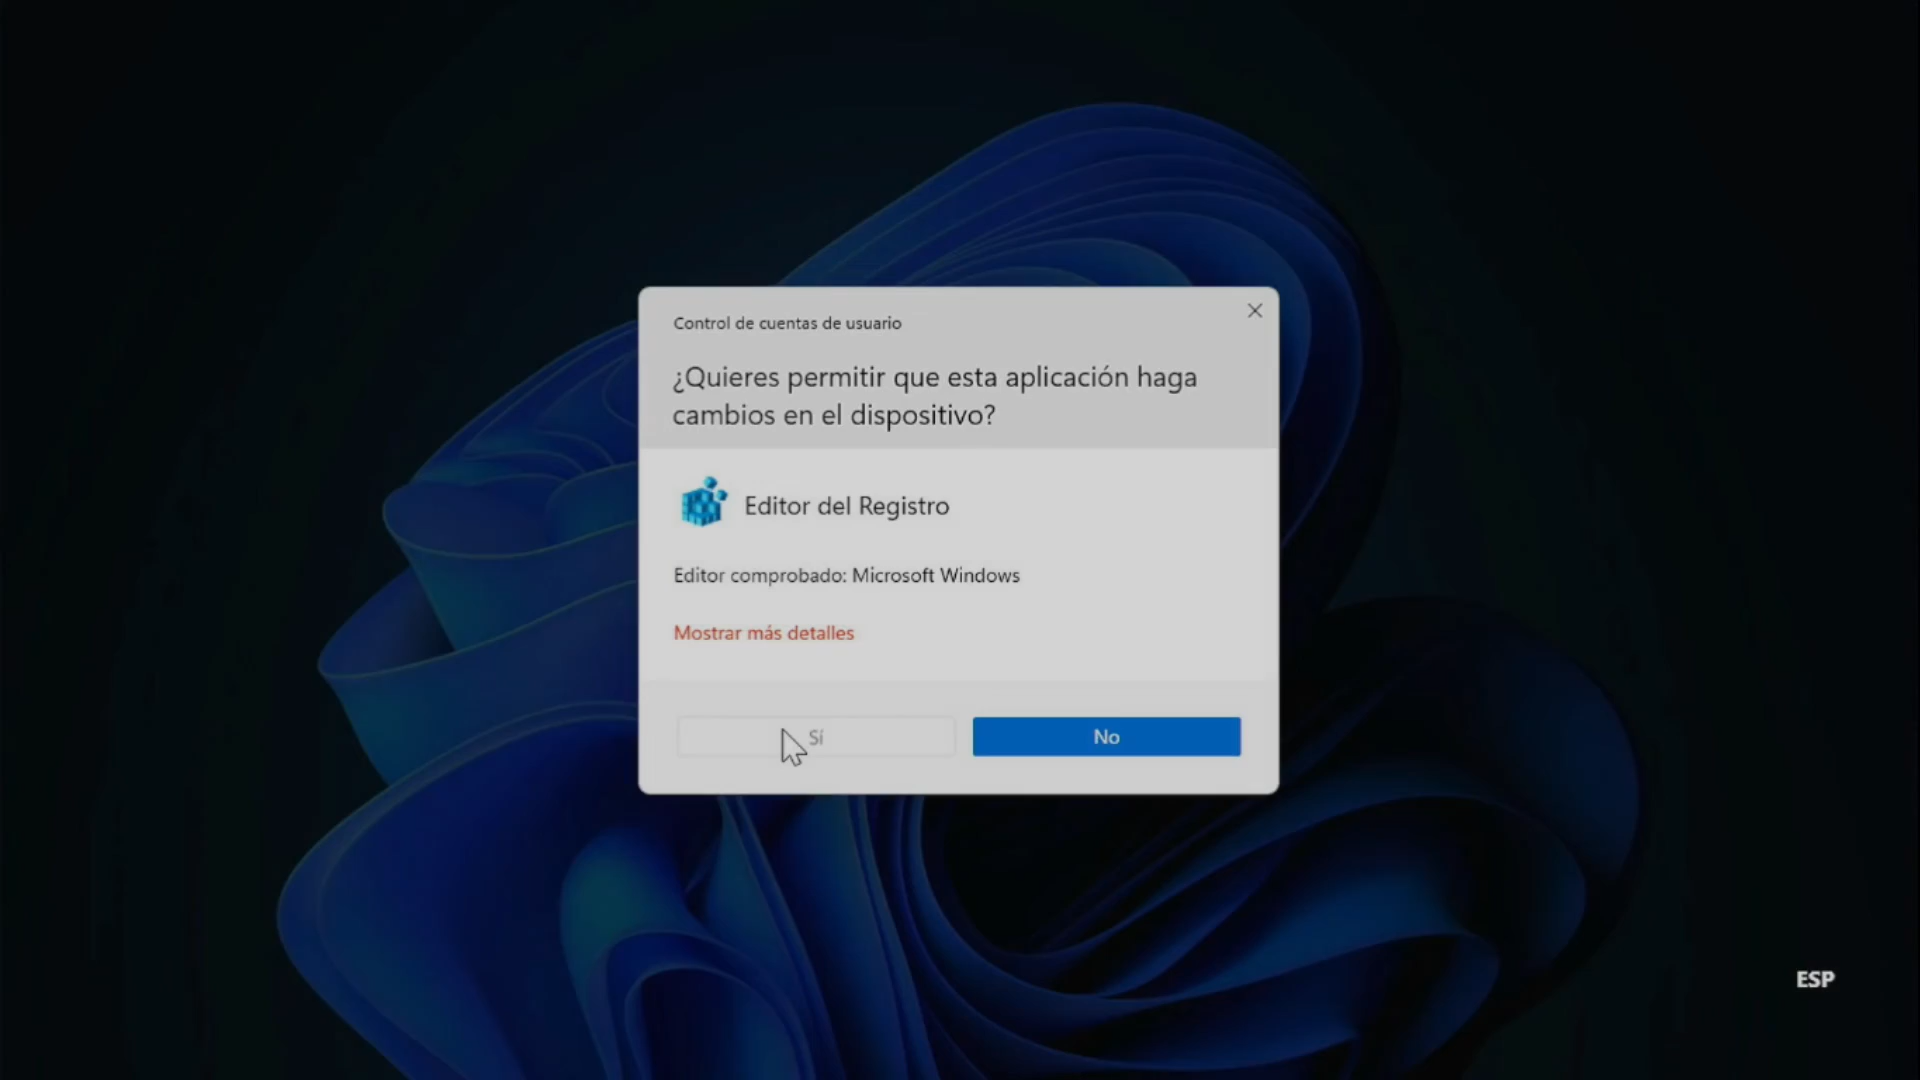 Control de cuentas de usuario
¿Quieres permitir que esta aplicación haga
cambios en el dispositivo?
Editor del Registro
Editor comprobado: Microsoft Windows
Mostrar más detalles
Sí
No
ESP